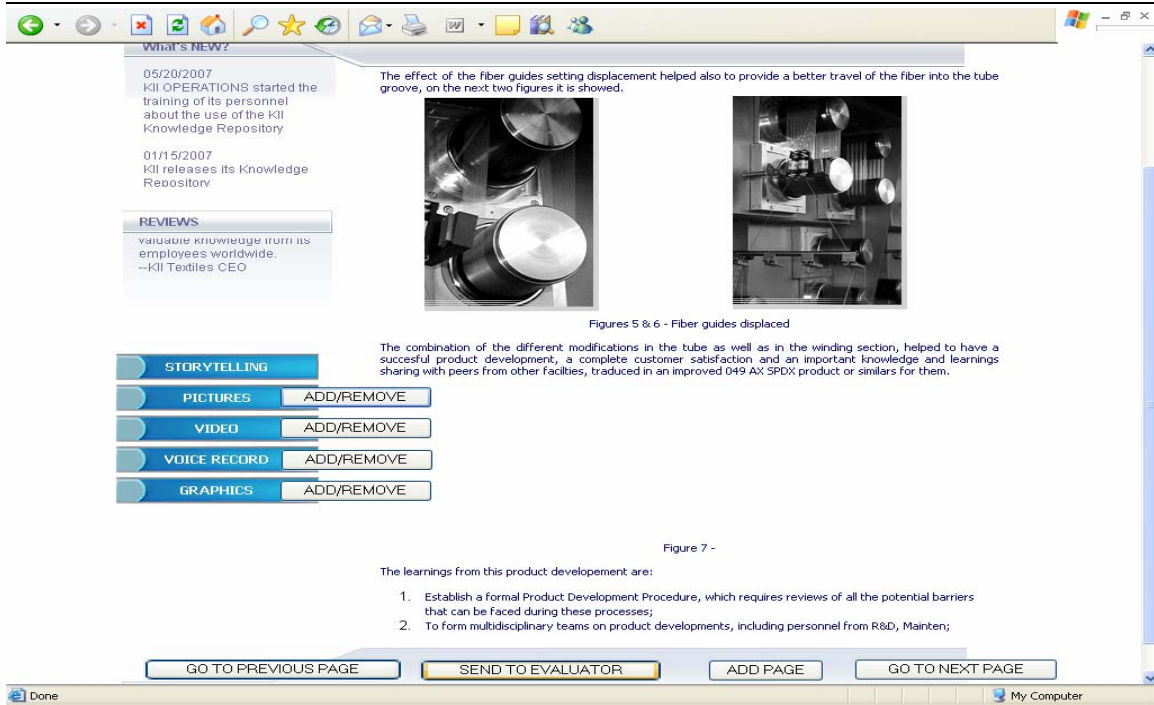 What's NEW?
05/20/2007
KII OPERATIONS started the
training of its personnel
about the use of the KII
Knowledge Repository
01/15/2007
KII releases its Knowledge
Repository
REVIEWS
valuable knowledge from its
employees worldwide.
--KII Textiles CEO
STORYTELLING
PICTURES ADD/REMOVE
VIDEO ADD/REMOVE
VOICE RECORD ADD/REMOVE
GRAPHICS ADD/REMOVE
The effect of the fiber guides setting displacement helped also to provide a better travel of the fiber into the tube
groove, on the next two figures it is showed.
Figures 5 & 6 - Fiber guides displaced
The combination of the different modifications in the tube as well as in the winding section, helped to have a
succesful product development, a complete customer satisfaction and an important knowledge and learnings
sharing with peers from other facilties, traduced in an improved 049 AX SPDX product or similars for them.
Figure 7 -
The learnings from this product developement are:
1. Establish a formal Product Development Procedure, which requires reviews of all the potential barriers
that can be faced during these processes;
2. To form multidisciplinary teams on product developments, including personnel from R&D, Mainten;
GO TO PREVIOUS PAGE SEND TO EVALUATOR ADD PAGE GO TO NEXT PAGE
Done My Computer